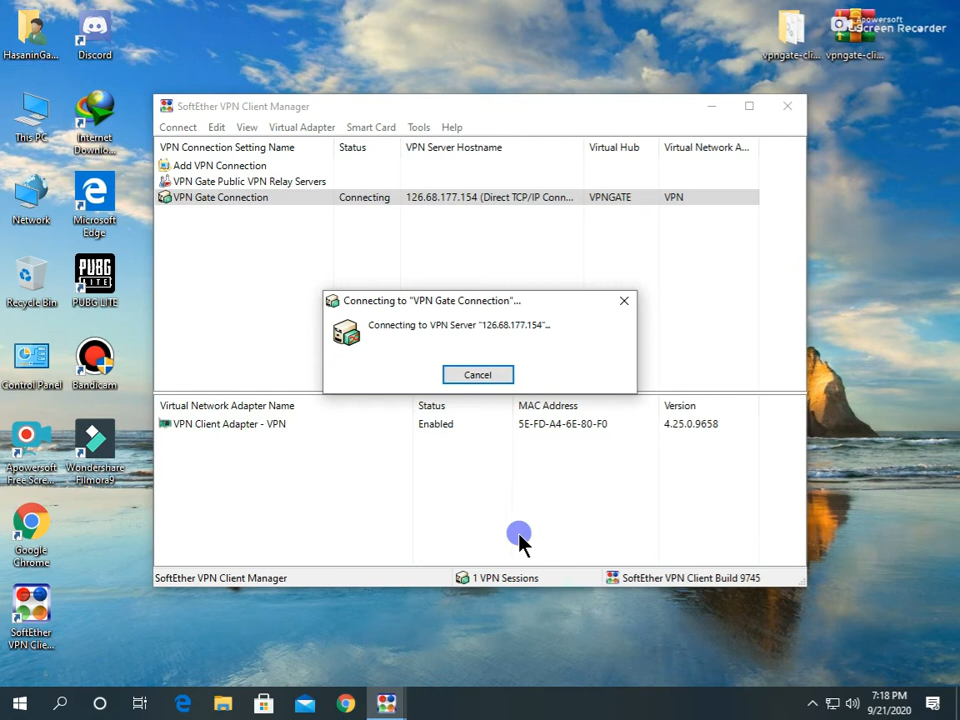 HasaninGa...
Discord
vpngate-cli...
vpngate-cli...
Apowersoft
Screen Recorder
This PC
Internet
Downlo...
Network
Microsoft
Edge
Recycle Bin
PUBG
LITE
PUBG LITE
Control Panel
Bandicam
Apowersoft
Free Scre...
Wondershare
Filmora9
Google
Chrome
SoftEther
VPN Clie...
SoftEther VPN Client Manager
Connect Edit View Virtual Adapter Smart Card Tools Help
VPN Connection Setting Name Status VPN Server Hostname Virtual Hub Virtual Network A...
Add VPN Connection
VPN Gate Public VPN Relay Servers
VPN Gate Connection Connecting 126.68.177.154 (Direct TCP/IP Conn... VPNGATE VPN
Connecting to "VPN Gate Connection"...
Connecting to VPN Server "126.68.177.154"...
Cancel
Virtual Network Adapter Name Status MAC Address Version
VPN Client Adapter - VPN Enabled 5E-FD-A4-6E-80-F0 4.25.0.9658
SoftEther VPN Client Manager 1 VPN Sessions SoftEther VPN Client Build 9745
7:18 PM
9/21/2020